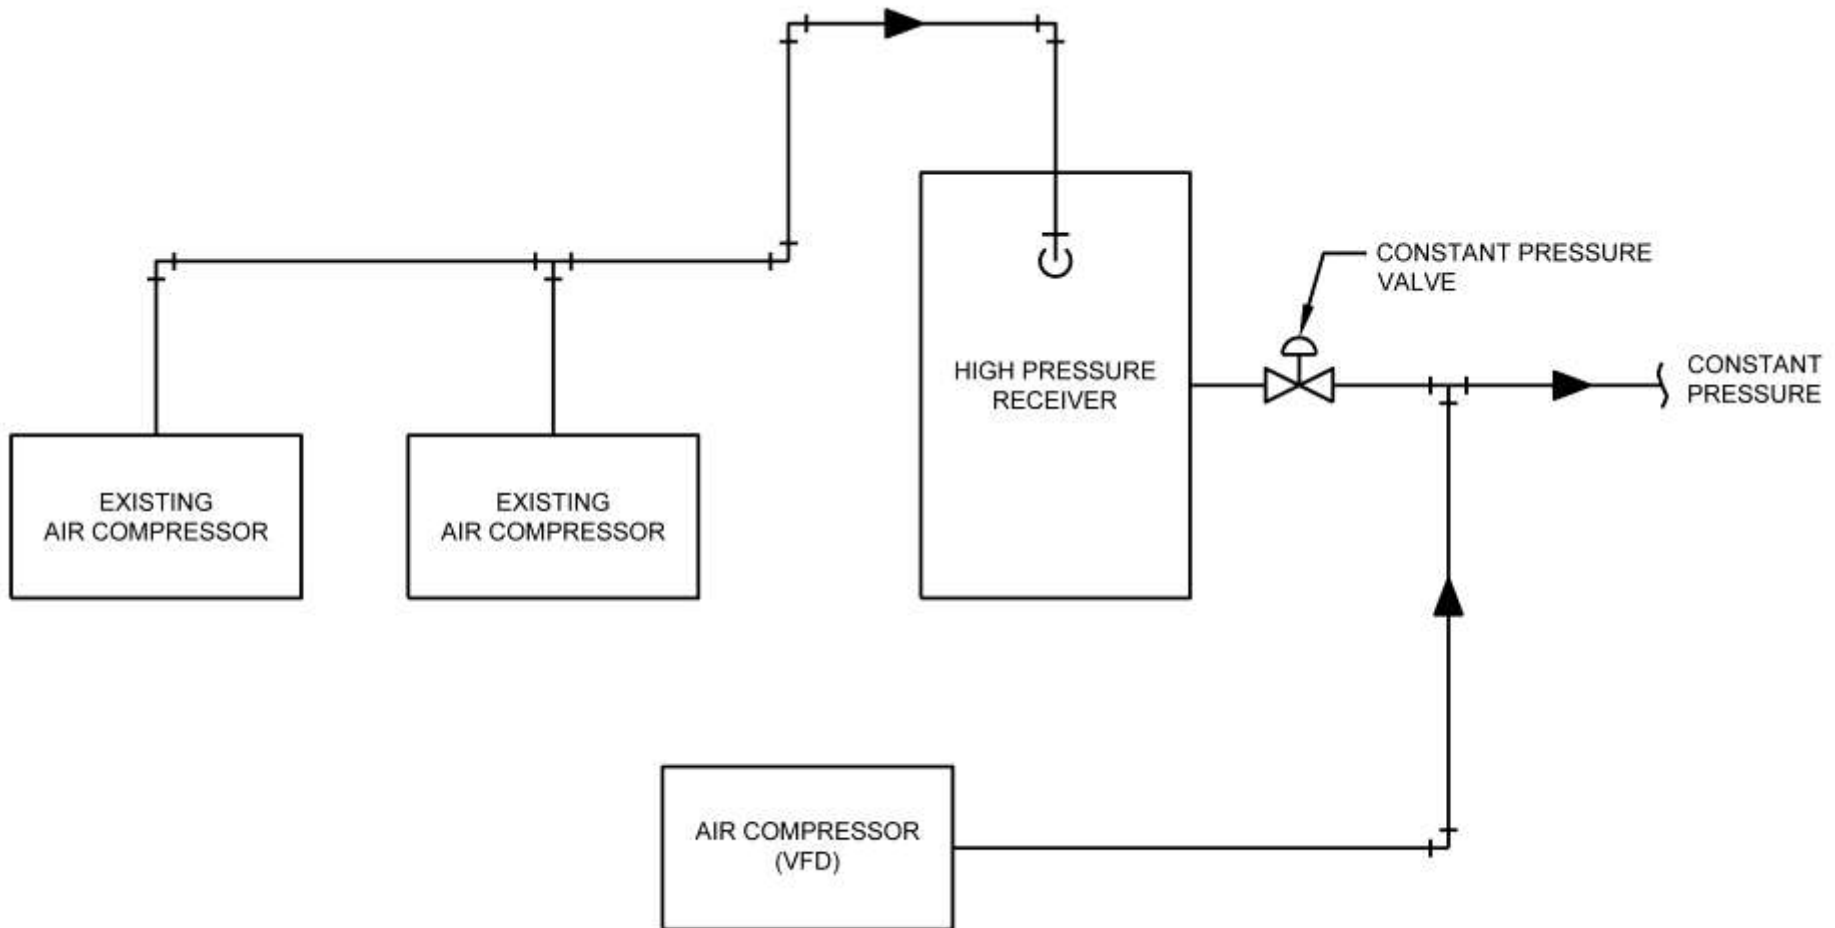 CONSTANT PRESSURE
VALVE
HIGH PRESSURE
RECEIVER
CONSTANT
PRESSURE
EXISTING
AIR COMPRESSOR
EXISTING
AIR COMPRESSOR
AIR COMPRESSOR
(VFD)